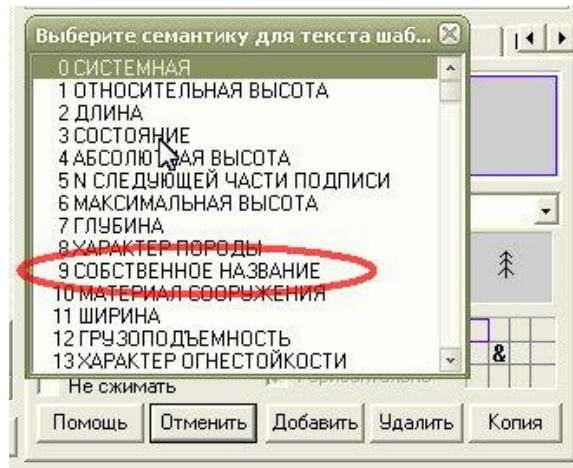 Выберите семантику для текста шаб...
0 СИСТЕМНАЯ
1 ОТНОСИТЕЛЬНАЯ ВЫСОТА
2 ДЛИНА
3 СОСТОЯНИЕ
4 АБСОЛЮТНАЯ ВЫСОТА
5 N СЛЕДУЮЩЕЙ ЧАСТИ ПОДПИСИ
6 МАКСИМАЛЬНАЯ ВЫСОТА
7 ГЛУБИНА
8 ХАРАКТЕР ПОРОДЫ
9 СОБСТВЕННОЕ НАЗВАНИЕ
10 МАТЕРИАЛ СООРУЖЕНИЯ
11 ШИРИНА
12 ГРУЗОПОДЪЕМНОСТЬ
13 ХАРАКТЕР ОГНЕСТОЙКОСТИ
&
Не сжимать
Помощь Отменить Добавить Удалить Копия